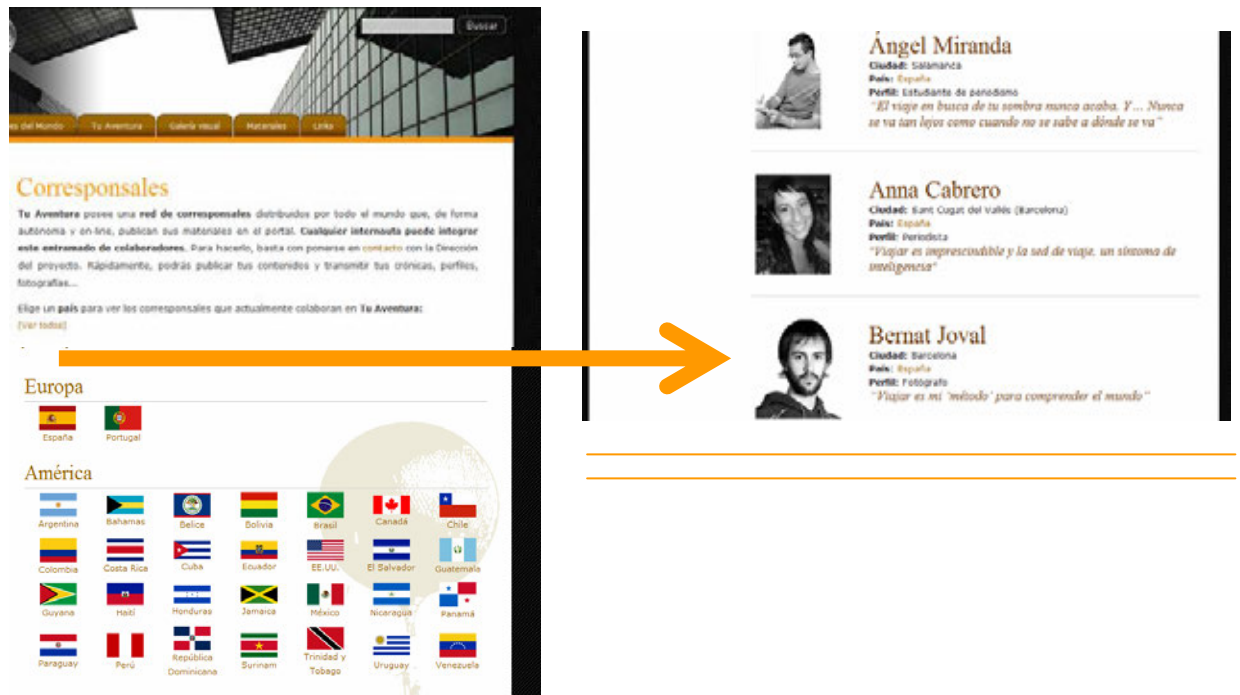 Buscar
es del Mundo Tu Aventura Galería visual Materiales Links
Corresponsales
Tu Aventura posee una red de corresponsales distribuidos por todo el mundo que, de forma
autónoma y on-line, publican sus materiales en el portal. Cualquier internauta puede integrar
este entramado de colaboradores. Para hacerlo, basta con ponerse en contacto con la Dirección
del proyecto. Rápidamente, podrás publicar tus contenidos y transmitir tus crónicas, perfiles,
fotografías...
Elige un país para ver los corresponsales que actualmente colaboran en Tu Aventura:
[Ver todos]
Europa
España Portugal
América
Argentina Bahamas Belice Bolivia Brasil Canadá Chile
Colombia Costa Rica Cuba Ecuador EE.UU. El Salvador Guatemala
Guyana Haití Honduras Jamaica México Nicaragua Panamá
Paraguay Perú República Dominicana Surinam Trinidad y Tobago Uruguay Venezuela
Ángel Miranda
Ciudad: Salamanca
País: España
Perfil: Estudiante de periodismo
"El viaje en busca de tu sombra nunca acaba. Y... Nunca
se va tan lejos como cuando no se sabe a dónde se va"
Anna Cabrero
Ciudad: Sant Cugat del Vallés (Barcelona)
País: España
Perfil: Periodista
"Viajar es imprescindible y la sed de viaje, un síntoma de
inteligencia"
Bernat Joval
Ciudad: Barcelona
País: España
Perfil: Fotógrafo
"Viajar es mi 'método' para comprender el mundo"